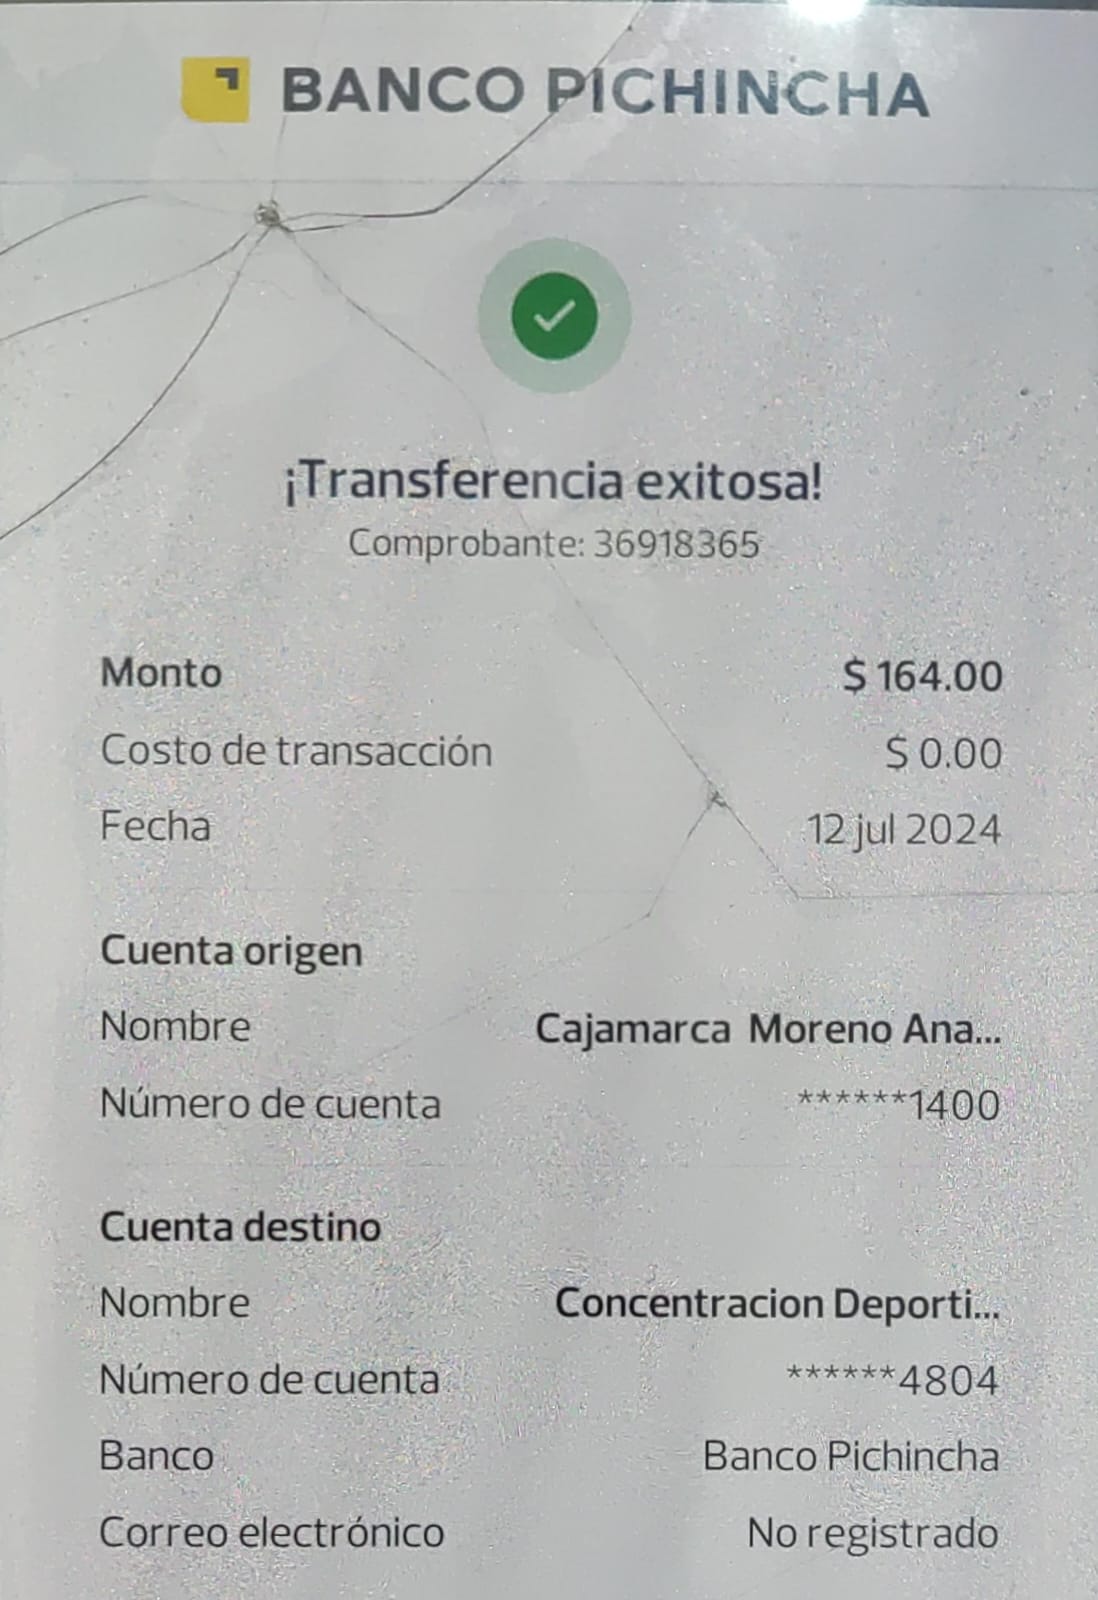 BANCO PICHINCHA
¡Transferencia exitosa!
Comprobante: 36918365
Monto $ 164.00
Costo de transacción $ 0.00
Fecha 12 jul 2024
Cuenta origen
Nombre Cajamarca Moreno Ana...
Número de cuenta ******1400
Cuenta destino
Nombre Concentracion Deporti...
Número de cuenta ******4804
Banco Banco Pichincha
Correo electrónico No registrado